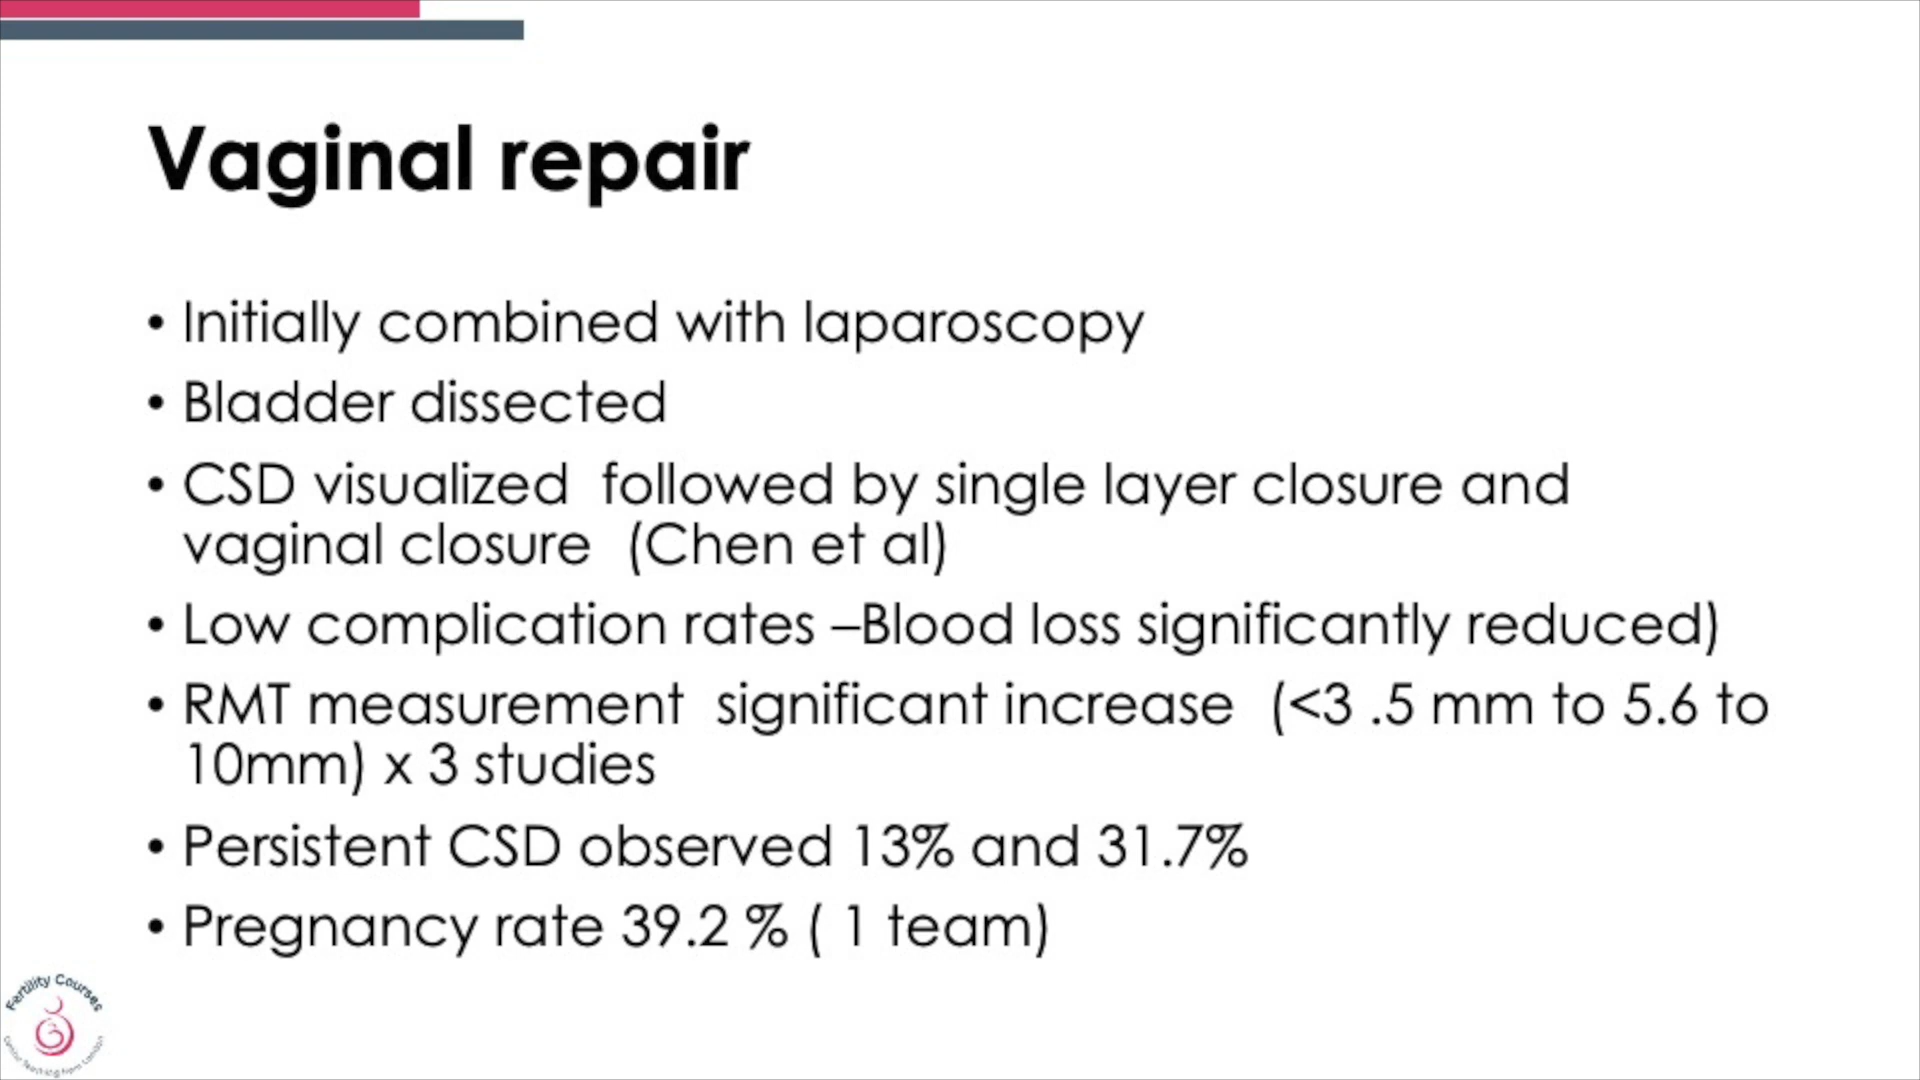 Vaginal repair
• Initially combined with laparoscopy
• Bladder dissected
• CSD visualized  followed by single layer closure and
vaginal closure  (Chen et al)
• Low complication rates –Blood loss significantly reduced)
• RMT measurement  significant increase  (<3 .5 mm to 5.6 to
10mm) x 3 studies
• Persistent CSD observed 13% and 31.7%
• Pregnancy rate 39.2 % ( 1 team)
Fertility Courses